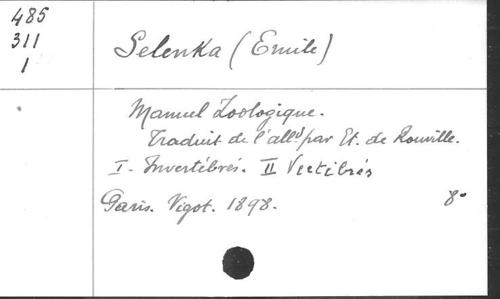 485
311
1
Selenka (Emile)
Manuel Zoologique.
Traduit de l'alld par Et. de Rouville.
I. Invertébrés. II Vertébrés
Paris. Vigot. 1898. 8°